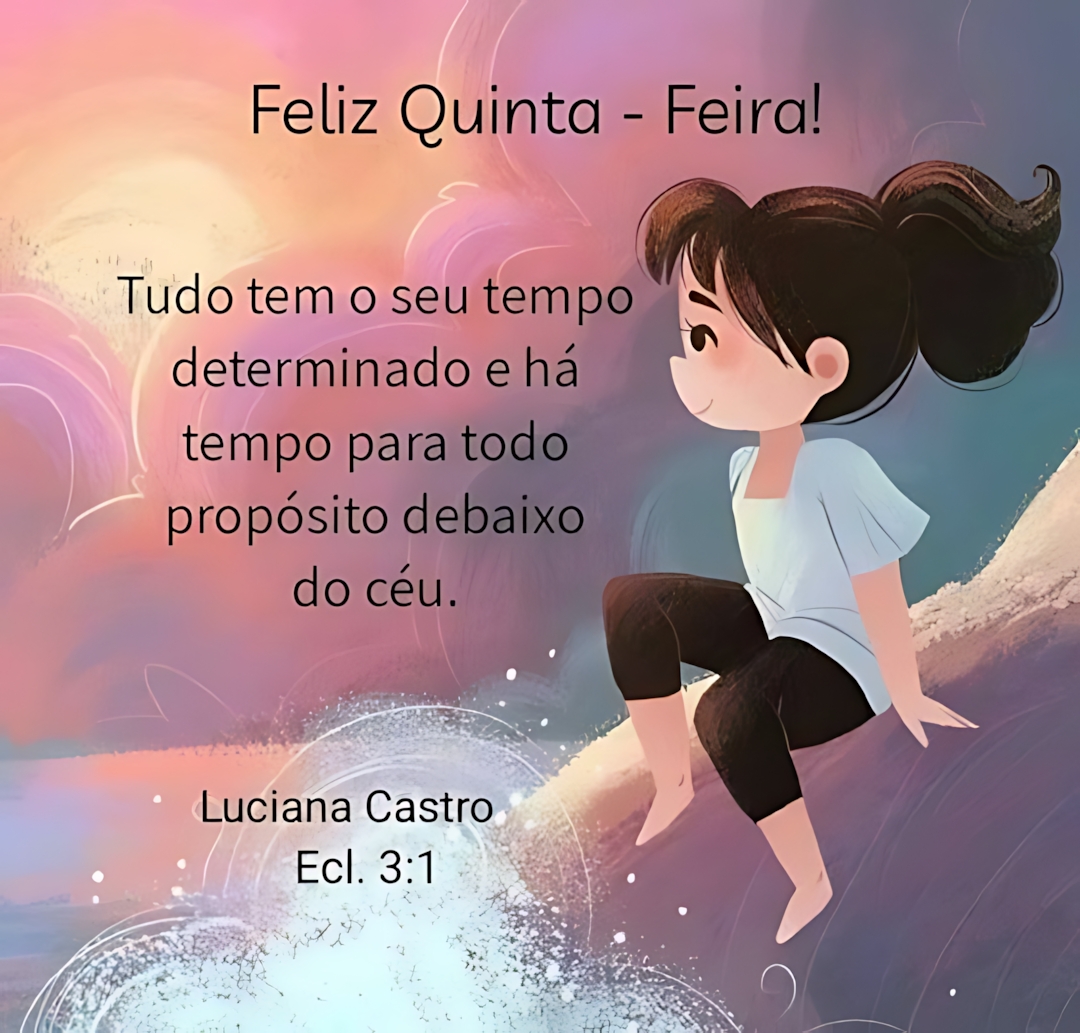 Feliz Quinta - Feira!
Tudo tem o seu tempo
determinado e há
tempo para todo
propósito debaixo
do céu.
Luciana Castro
Ecl. 3:1